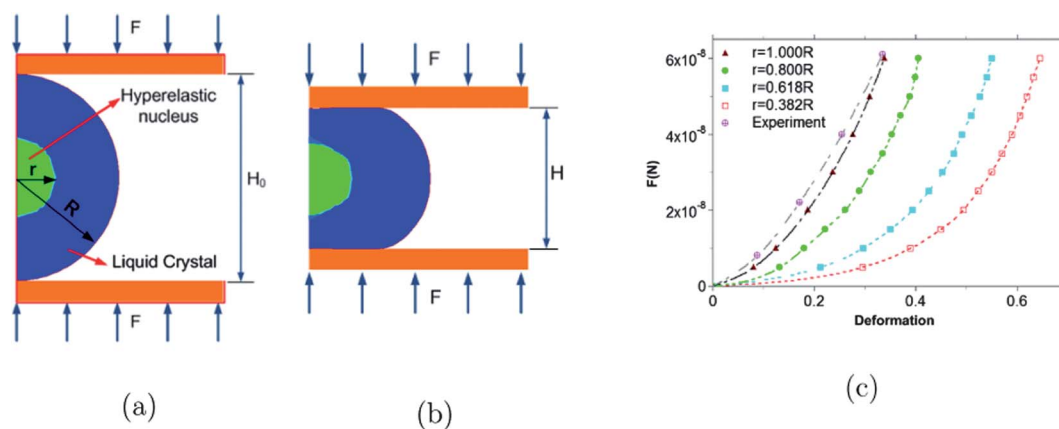 F
Hyperelastic
nucleus
r
R
Liquid Crystal
H₀
F
(a)
F
H
F
(b)
r=1.000R
r=0.800R
r=0.618R
r=0.382R
Experiment
6x10⁻⁸
4x10⁻⁸
2x10⁻⁸
0
F(N)
0 0.2 0.4 0.6
Deformation
(c)